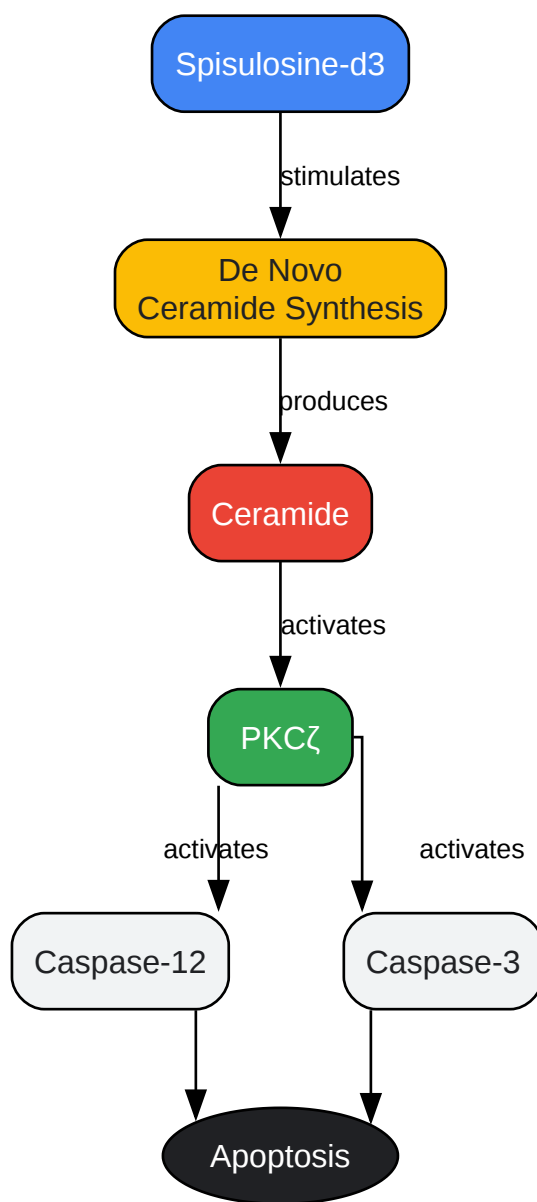 Spisulosine-d3
stimulates
De Novo
Ceramide Synthesis
produces
Ceramide
activates
PKCζ
activates
activates
Caspase-12
Caspase-3
Apoptosis